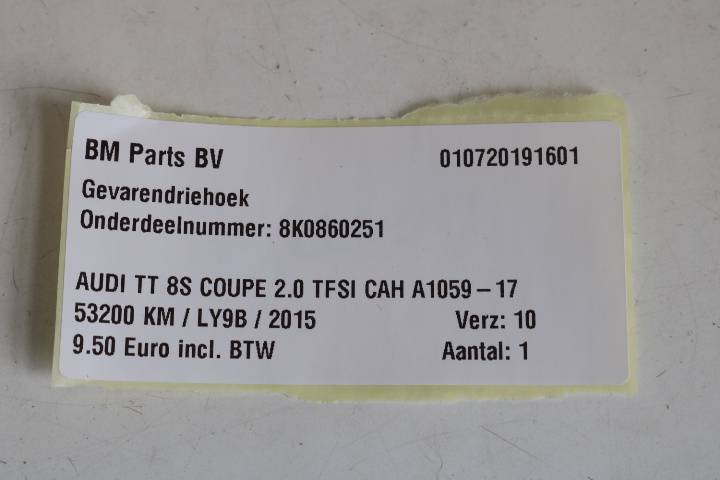 BM Parts BV 010720191601
Gevarendriehoek
Onderdeelnummer: 8K0860251
AUDI TT 8S COUPE 2.0 TFSI CAH A1059-17
53200 KM / LY9B / 2015 Verz: 10
9.50 Euro incl. BTW Aantal: 1